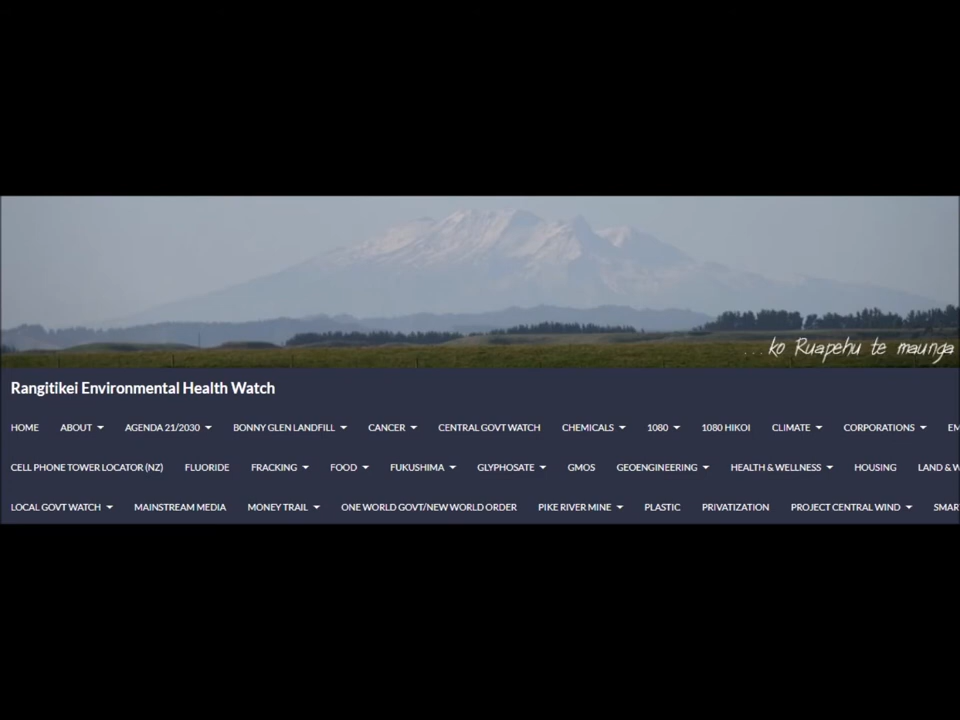 ...ko Ruapehu te maunga
Rangitikei Environmental Health Watch
HOME ABOUT AGENDA 21/2030 BONNY GLEN LANDFILL CANCER CENTRAL GOVT WATCH CHEMICALS 1080 1080 HIKOI CLIMATE CORPORATIONS EM
CELL PHONE TOWER LOCATOR (NZ) FLUORIDE FRACKING FOOD FUKUSHIMA GLYPHOSATE GMOS GEOENGINEERING HEALTH & WELLNESS HOUSING LAND & W
LOCAL GOVT WATCH MAINSTREAM MEDIA MONEY TRAIL ONE WORLD GOVT/NEW WORLD ORDER PIKE RIVER MINE PLASTIC PRIVATIZATION PROJECT CENTRAL WIND SMAR